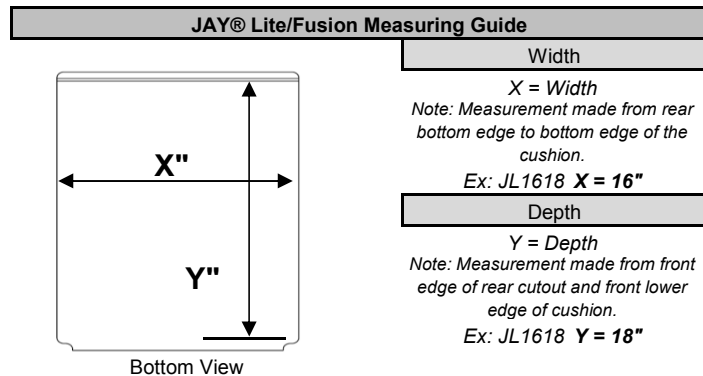 JAY® Lite/Fusion Measuring Guide
Width
X = Width
Note: Measurement made from rear
bottom edge to bottom edge of the
cushion.
Ex: JL1618 X = 16"
Depth
Y = Depth
Note: Measurement made from front
edge of rear cutout and front lower
edge of cushion.
Ex: JL1618 Y = 18"
X"
Y"
Bottom View